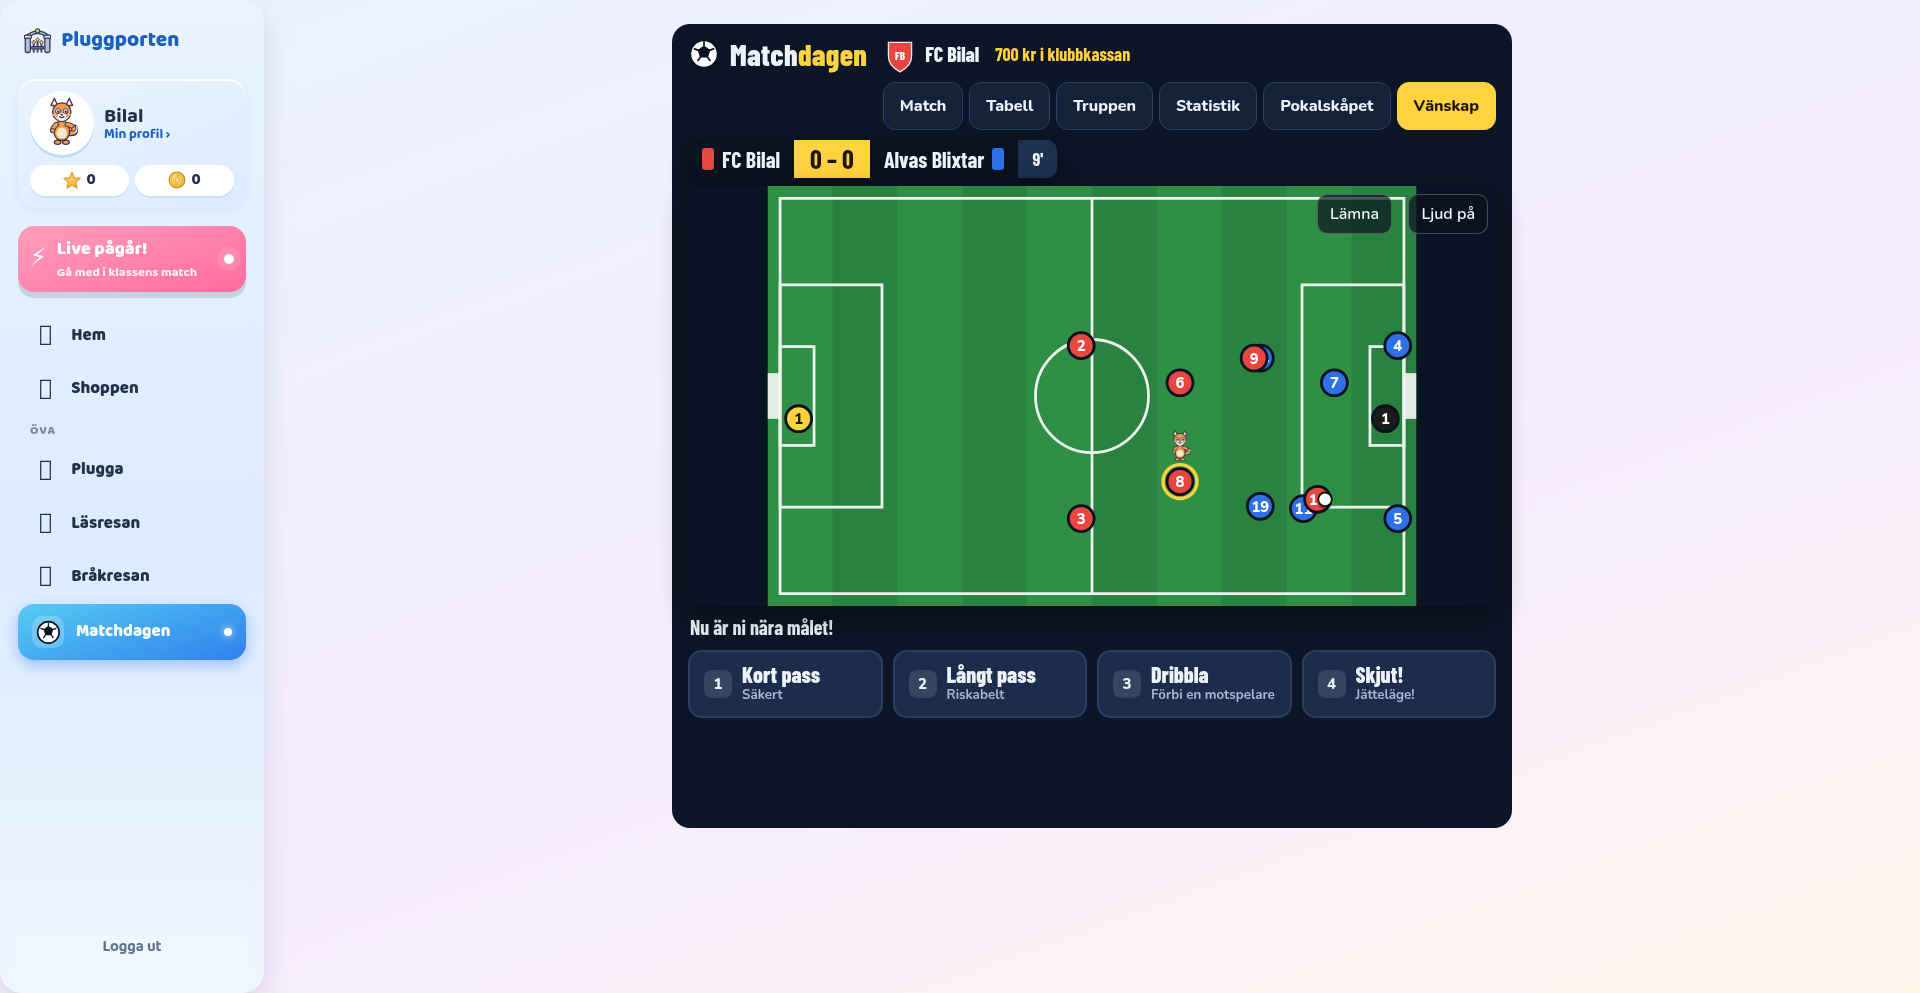 Pluggporten
Bilal
Min profil ›
0
0
Live pågår!
Gå med i klassens match
Hem
Shoppen
ÖVA
Plugga
Läsresan
Bråkresan
Matchdagen
Logga ut
Matchdagen
FB
FC Bilal
700 kr i klubbkassan
Match
Tabell
Truppen
Statistik
Pokalskåpet
Vänskap
FC Bilal
0 – 0
Alvas Blixtar
9'
Lämna
Ljud på
2
9
4
6
7
1
1
8
19
3
5
Nu är ni nära målet!
1
Kort pass
Säkert
2
Långt pass
Riskabelt
3
Dribbla
Förbi en motspelare
4
Skjut!
Jätteläge!